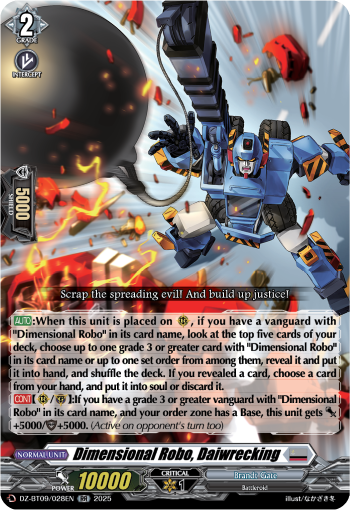 2
GRADE
INTERCEPT
5000
SHIELD
Scrap the spreading evil! And build up justice!
AUTO:When this unit is placed on R, if you have a vanguard with
"Dimensional Robo" in its card name, look at the top five cards of your
deck, choose up to one grade 3 or greater card with "Dimensional Robo"
in its card name or up to one set order from among them, reveal it and put
it into hand, and shuffle the deck. If you revealed a card, choose a card
from your hand, and put it into soul or discard it.
CONT【R/G】:If you have a grade 3 or greater vanguard with "Dimensional
Robo" in its card name, and your order zone has a Base, this unit gets
+5000/+5000. (Active on opponent's turn too)
NORMAL UNIT
Dimensional Robo, Daiwrecking
POWER 10000
CRITICAL
1
Brandt Gate
Battleroid
D DZ-BT09/028EN RR 2025
illust/なかざき冬